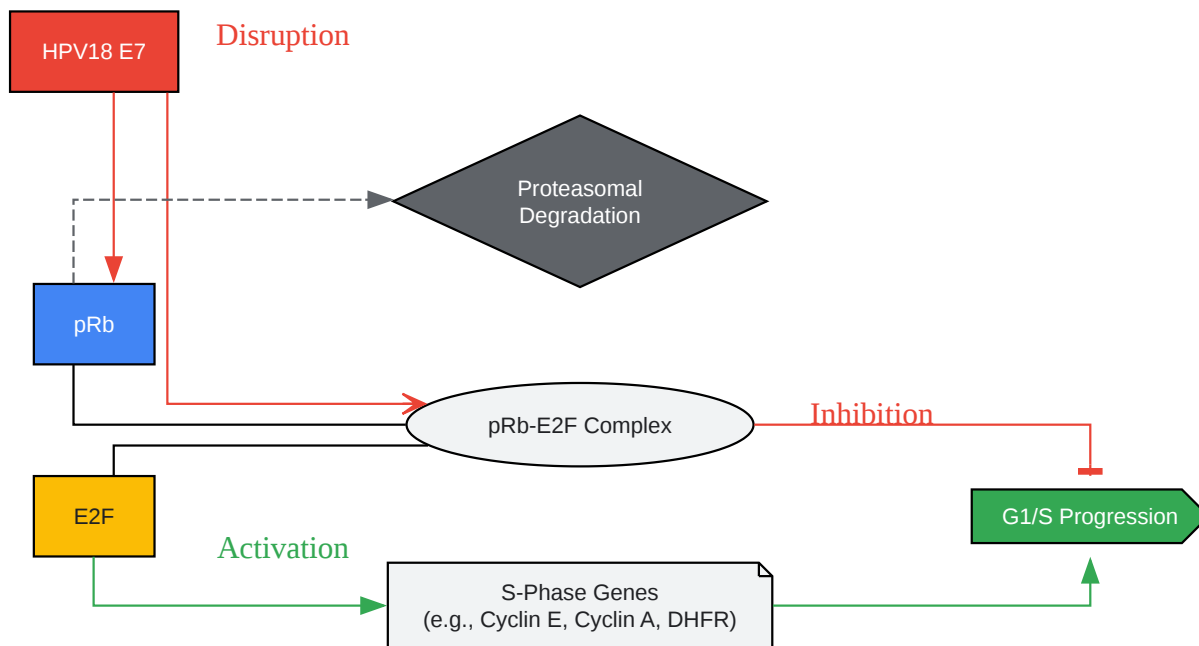 HPV18 E7
Disruption
Proteasomal
Degradation
pRb
pRb-E2F Complex
Inhibition
E2F
G1/S Progression
Activation
S-Phase Genes
(e.g., Cyclin E, Cyclin A, DHFR)